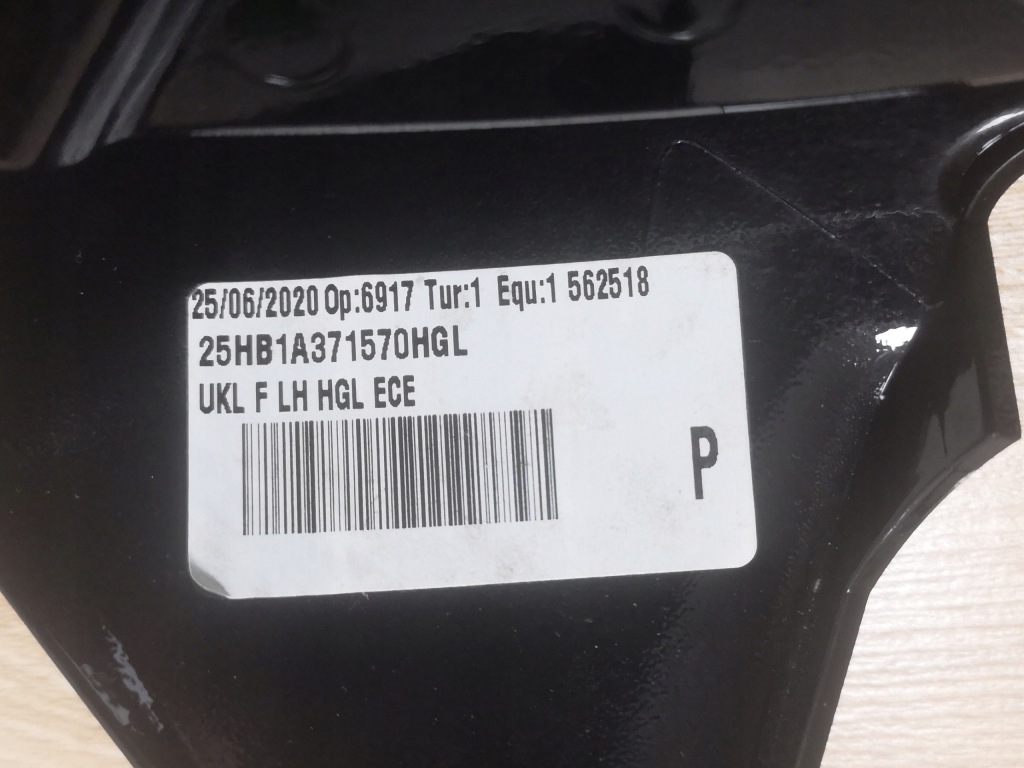 25/06/2020 Op:6917 Tur:1 Equ:1 562518
25HB1A371570HGL
UKL F LH HGL ECE
P